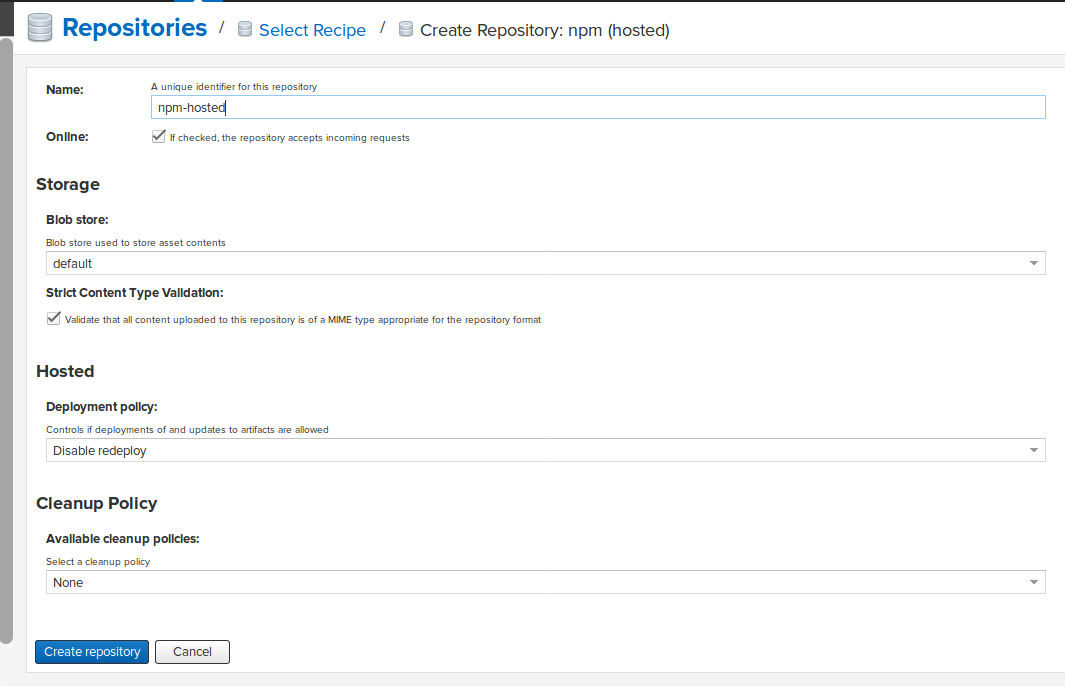 Repositories / Select Recipe / Create Repository: npm (hosted)
Name: A unique identifier for this repository
npm-hosted
Online: If checked, the repository accepts incoming requests
Storage
Blob store:
Blob store used to store asset contents
default
Strict Content Type Validation:
Validate that all content uploaded to this repository is of a MIME type appropriate for the repository format
Hosted
Deployment policy:
Controls if deployments of and updates to artifacts are allowed
Disable redeploy
Cleanup Policy
Available cleanup policies:
Select a cleanup policy
None
Create repository Cancel